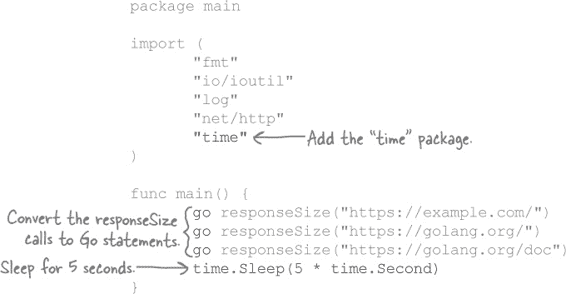 package main
import (
"fmt"
"io/ioutil"
"log"
"net/http"
"time" Add the “time” package.
)
func main() {
Convert the responseSize calls to Go statements.
go responseSize("https://example.com/")
go responseSize("https://golang.org/")
go responseSize("https://golang.org/doc")
Sleep for 5 seconds. time.Sleep(5 * time.Second)
}